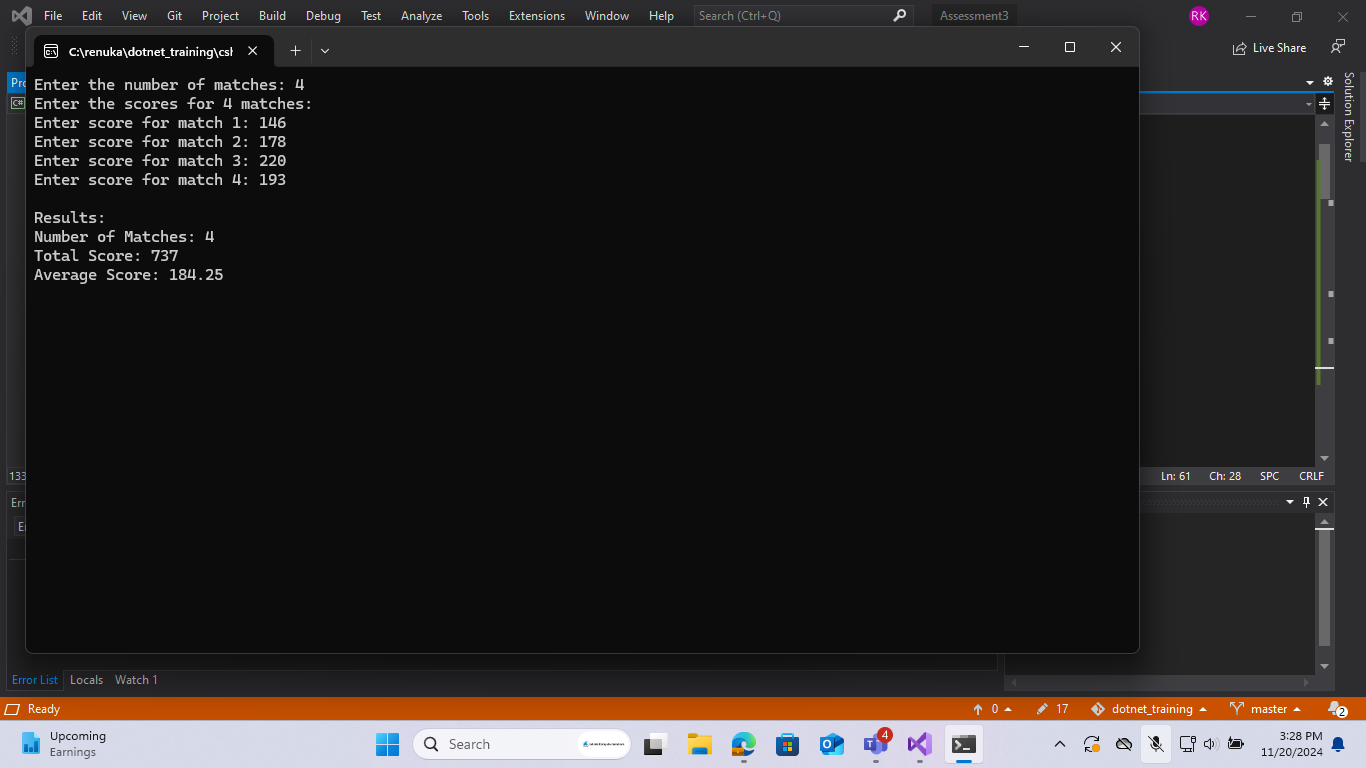 File Edit View Git Project Build Debug Test Analyze Tools Extensions Window Help Search (Ctrl+Q) Assessment3 RK
C:\renuka\dotnet_training\csh
Live Share
Pro
C#
Solution Explorer
Enter the number of matches: 4
Enter the scores for 4 matches:
Enter score for match 1: 146
Enter score for match 2: 178
Enter score for match 3: 220
Enter score for match 4: 193
Results:
Number of Matches: 4
Total Score: 737
Average Score: 184.25
133
Ln: 61 Ch: 28 SPC CRLF
Err
E
Error List Locals Watch 1
Ready 0 17 dotnet_training master 2
Upcoming
Earnings
Search
4
3:28 PM
11/20/2024